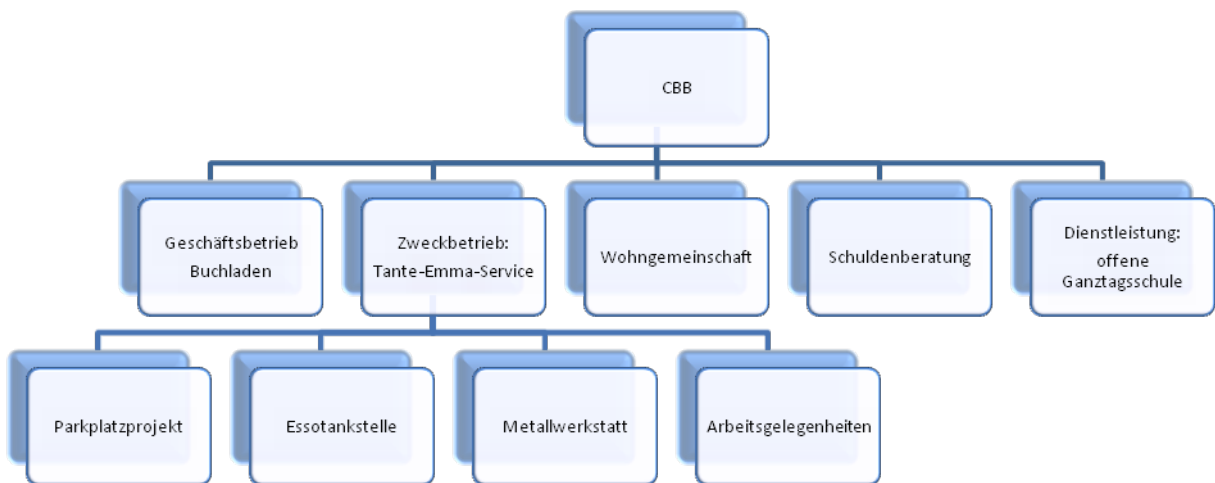 CBB
Geschäftsbetrieb
Buchladen
Zweckbetrieb:
Tante-Emma-Service
Wohngemeinschaft
Schuldenberatung
Dienstleistung:
offene
Ganztagsschule
Parkplatzprojekt
Essotankstelle
Metallwerkstatt
Arbeitsgelegenheiten